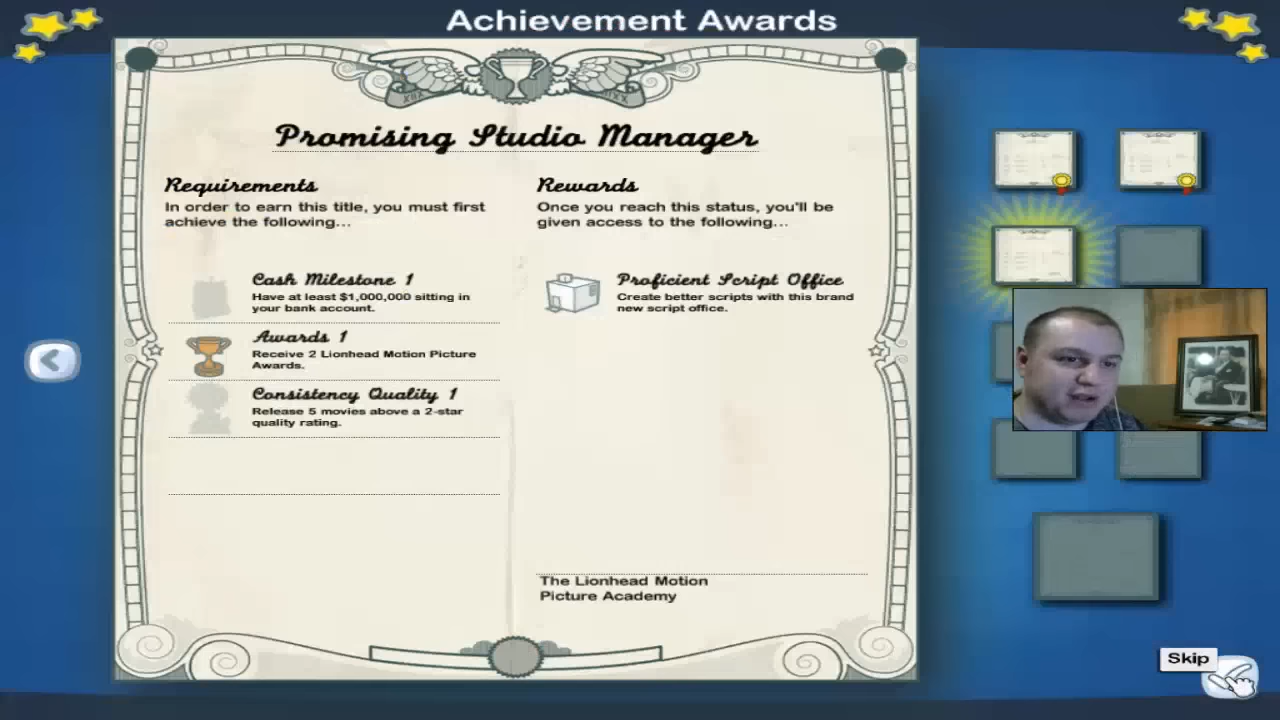 Achievement Awards
Promising Studio Manager
Requirements
In order to earn this title, you must first
achieve the following...
Cash Milestone 1
Have at least $1,000,000 sitting in
your bank account.
Awards 1
Receive 2 Lionhead Motion Picture
Awards.
Consistency Quality 1
Release 5 movies above a 2-star
quality rating.
Rewards
Once you reach this status, you'll be
given access to the following...
Proficient Script Office
Create better scripts with this brand
new script office.
The Lionhead Motion
Picture Academy
Skip